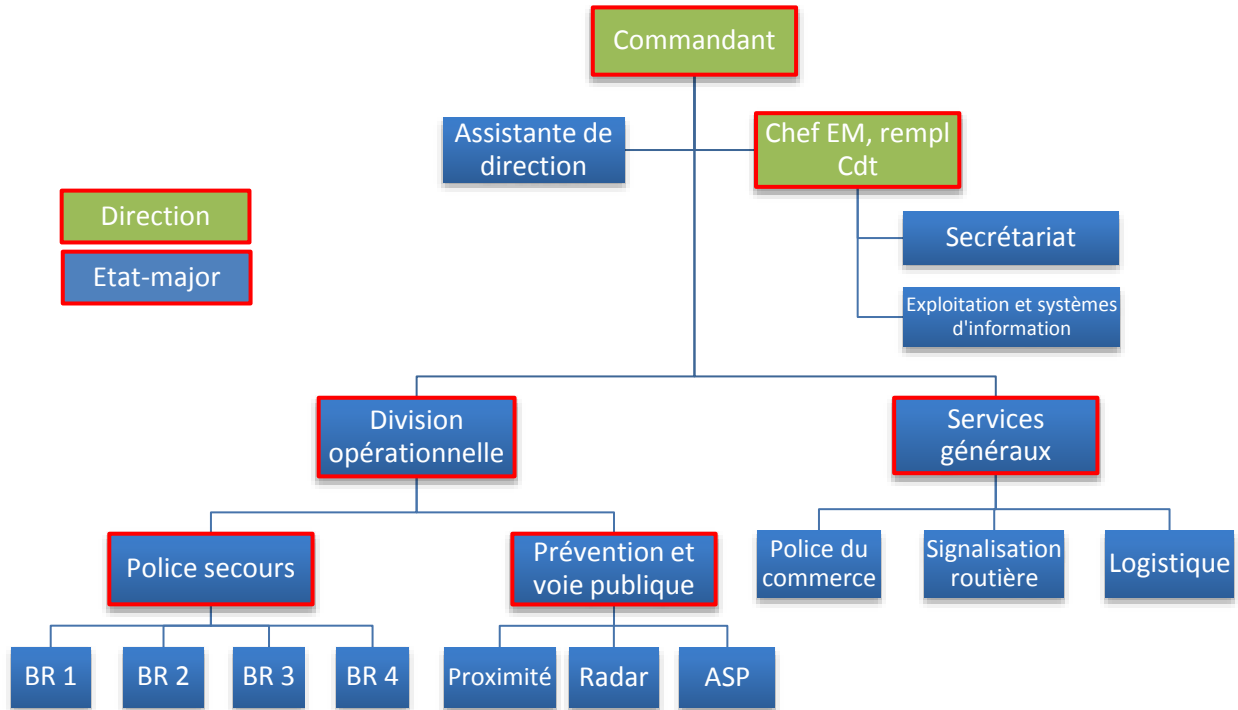 Commandant
Assistante de
direction
Chef EM, rempl
Cdt
Direction
Etat-major
Secrétariat
Exploitation et systèmes
d'information
Division
opérationnelle
Services
généraux
Police secours
Prévention et
voie publique
Police du
commerce
Signalisation
routière
Logistique
BR 1
BR 2
BR 3
BR 4
Proximité
Radar
ASP